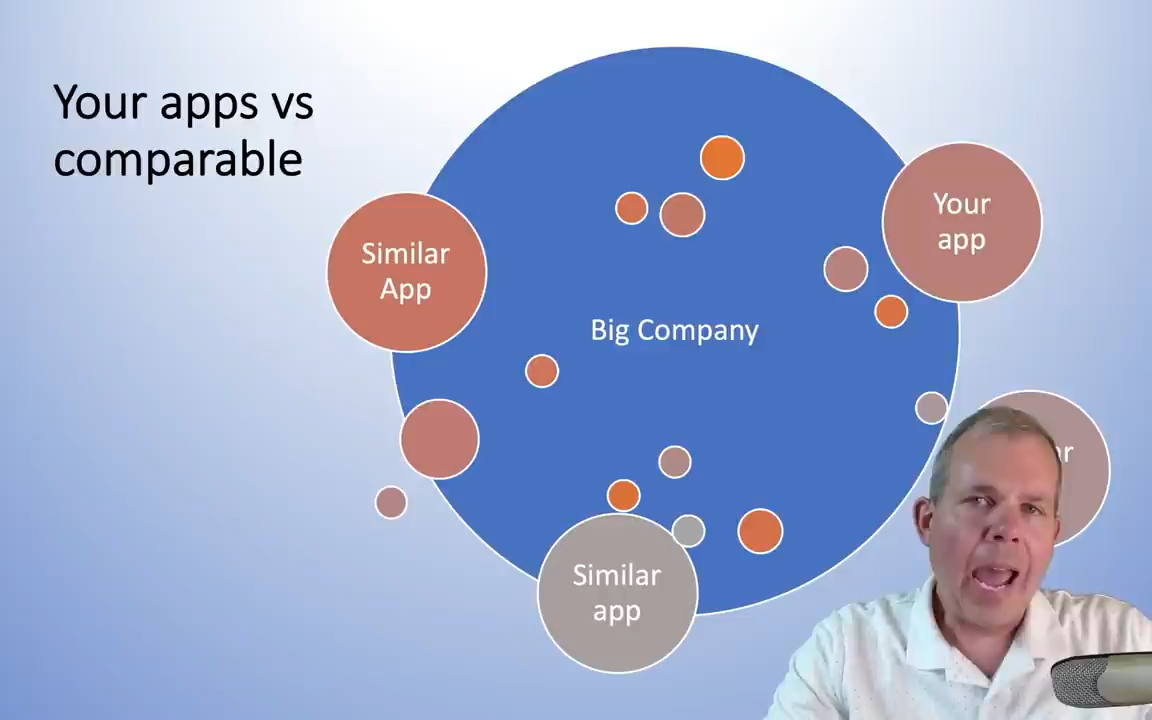 Your apps vs
comparable
Similar
App
Your
app
Big Company
Similar
app